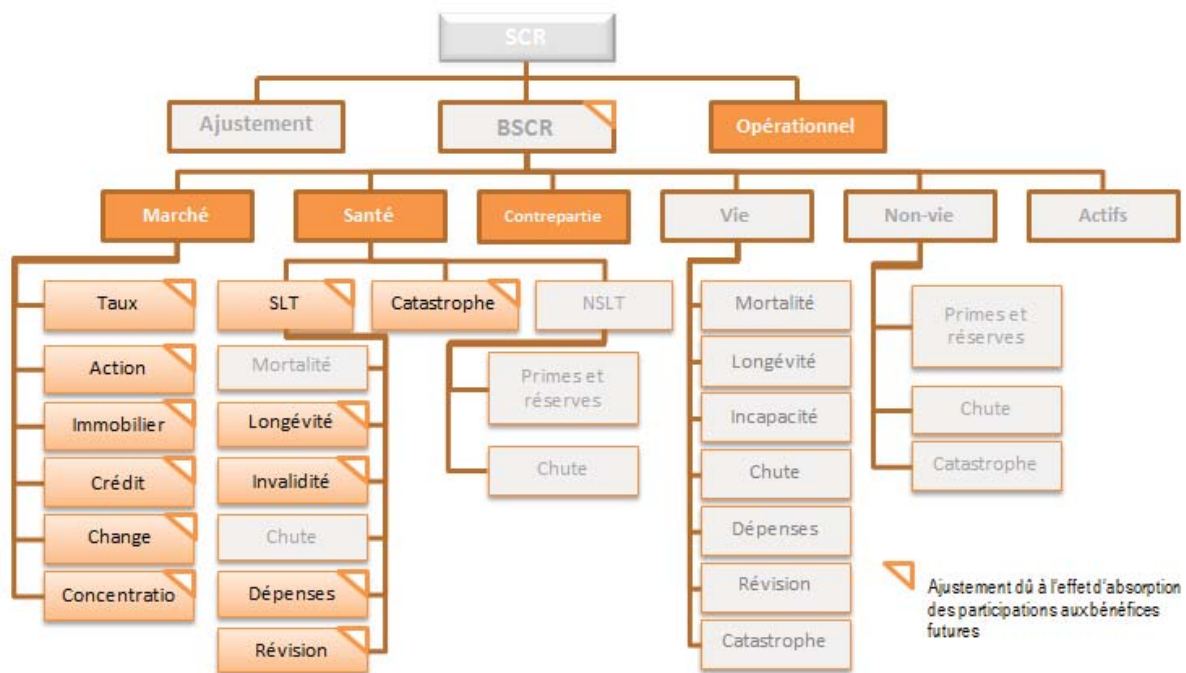 SCR
Ajustement
BSCR
Opérationnel
Marché
Santé
Contrepartie
Vie
Non-vie
Actifs
Taux
Action
Immobilier
Crédit
Change
Concentratio
SLT
Catastrophe
NSLT
Mortalité
Longévité
Invalidité
Chute
Dépenses
Révision
Primes et
réserves
Chute
Mortalité
Longévité
Incapacité
Chute
Dépenses
Révision
Catastrophe
Primes et
réserves
Chute
Catastrophe
Ajustement dû à l'effet d'absorption
des participations aux bénéfices
futures